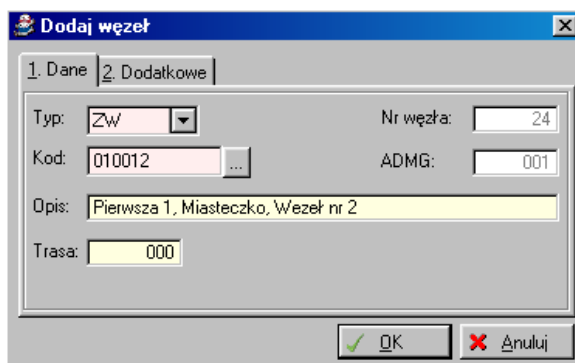 Dodaj węzeł
1. Dane 2. Dodatkowe
Typ: ZW Nr węzła: 24
Kod: 010012 ... ADMG: 001
Opis: Pierwsza 1, Miasteczko, Wezeł nr 2
Trasa: 000
OK Anuluj